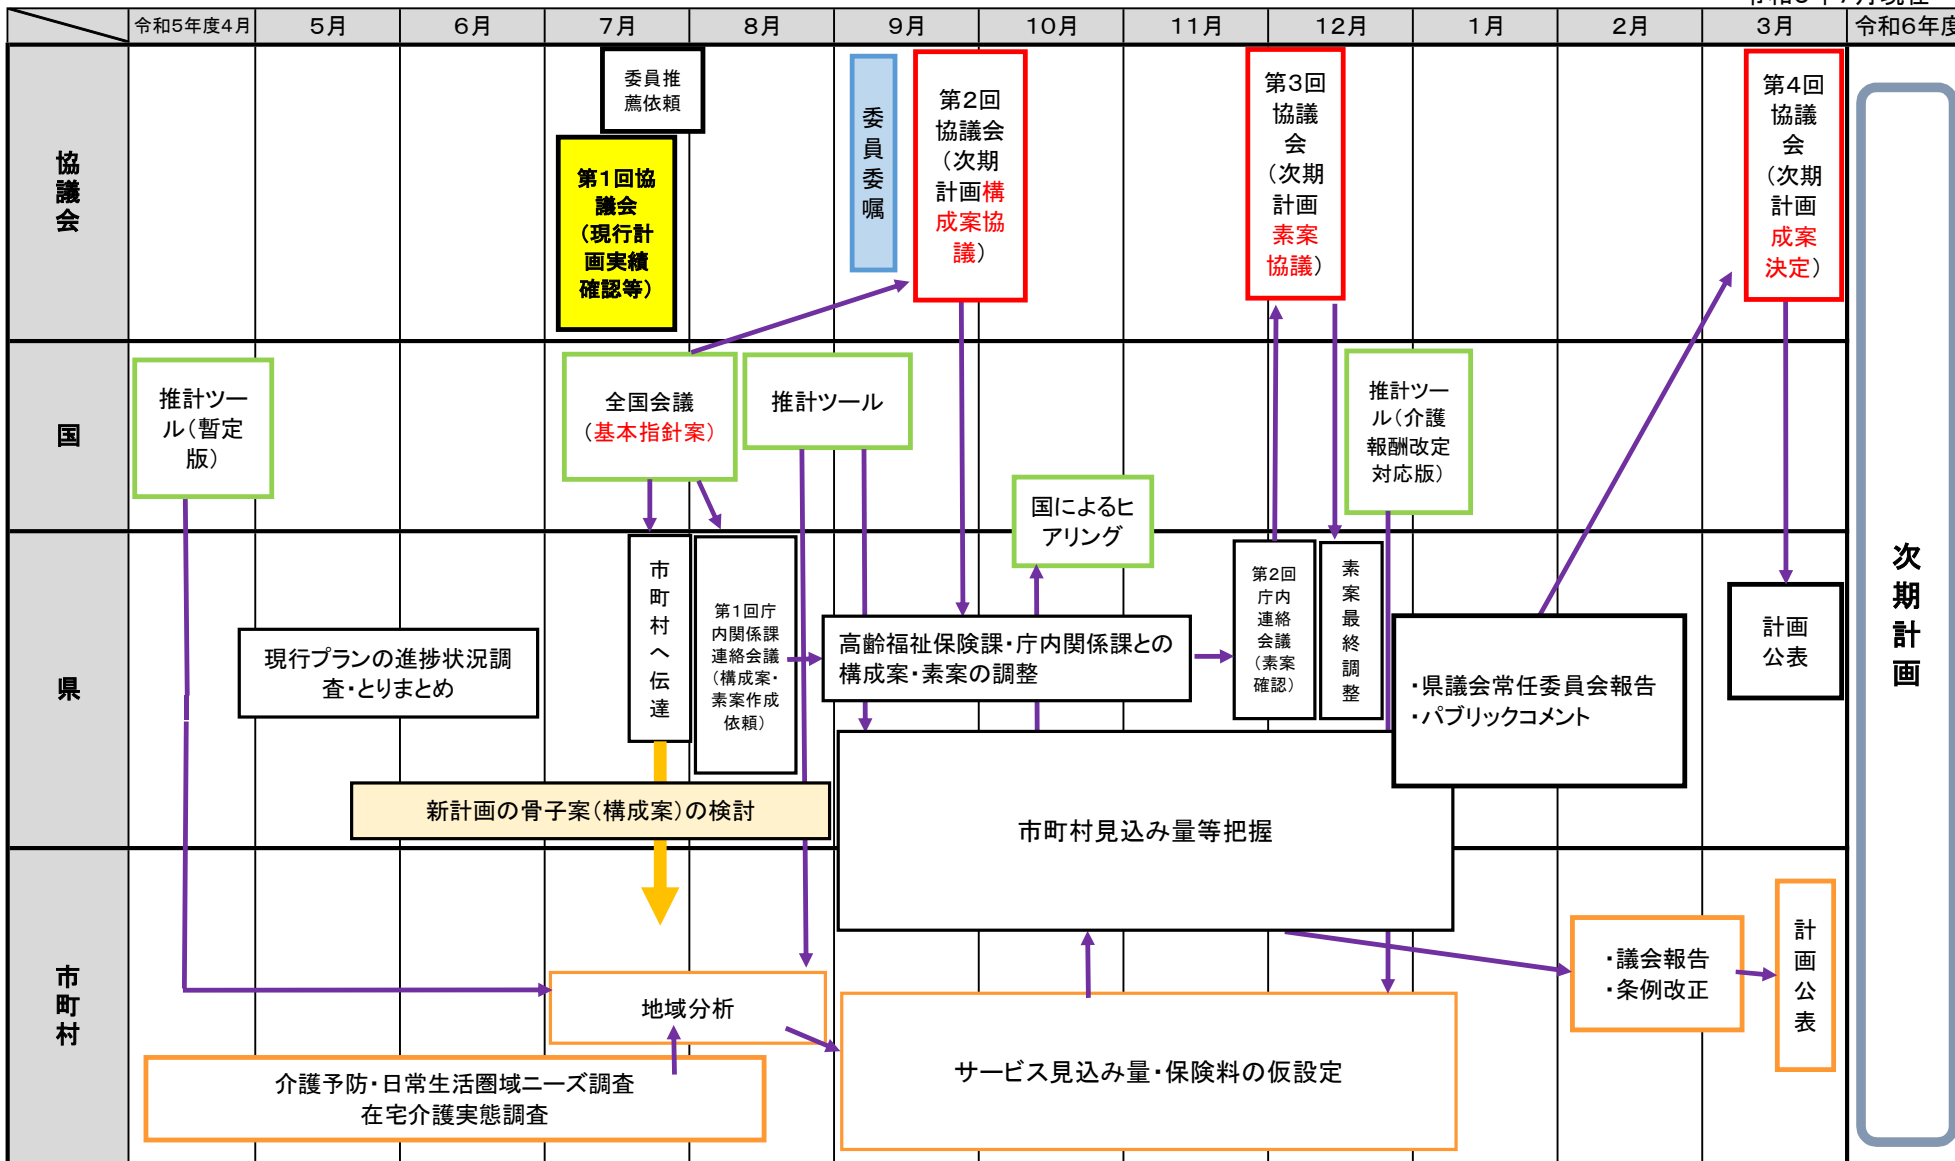 令和5年度4月
5月
6月
7月
8月
9月
10月
11月
12月
1月
2月
3月
令和6年度
協議会
委員推
薦依頼
第1回協
議会
(現行計
画実績
確認等)
委員委嘱
第2回
協議会
(次期
計画構
成案協
議)
第3回
協議
会
(次期
計画
素案
協議)
第4回
協議
会
(次期
計画
成案
決定)
国
推計ツー
ル(暫定
版)
全国会議
(基本指針案)
推計ツール
国によるヒ
アリング
推計ツー
ル(介護
報酬改定
対応版)
県
現行プランの進捗状況調
査・とりまとめ
市町村へ伝達
第1回庁
内関係課
連絡会議
(構成案・
素案作成
依頼)
高齢福祉保険課・庁内関係課との
構成案・素案の調整
第2回
庁内
連絡
会議
(素案
確認)
素案最終調整
・県議会常任委員会報告
・パブリックコメント
計画
公表
新計画の骨子案(構成案)の検討
市町村見込み量等把握
市町村
地域分析
介護予防・日常生活圏域ニーズ調査
在宅介護実態調査
サービス見込み量・保険料の仮設定
・議会報告
・条例改正
計画公表
次期計画